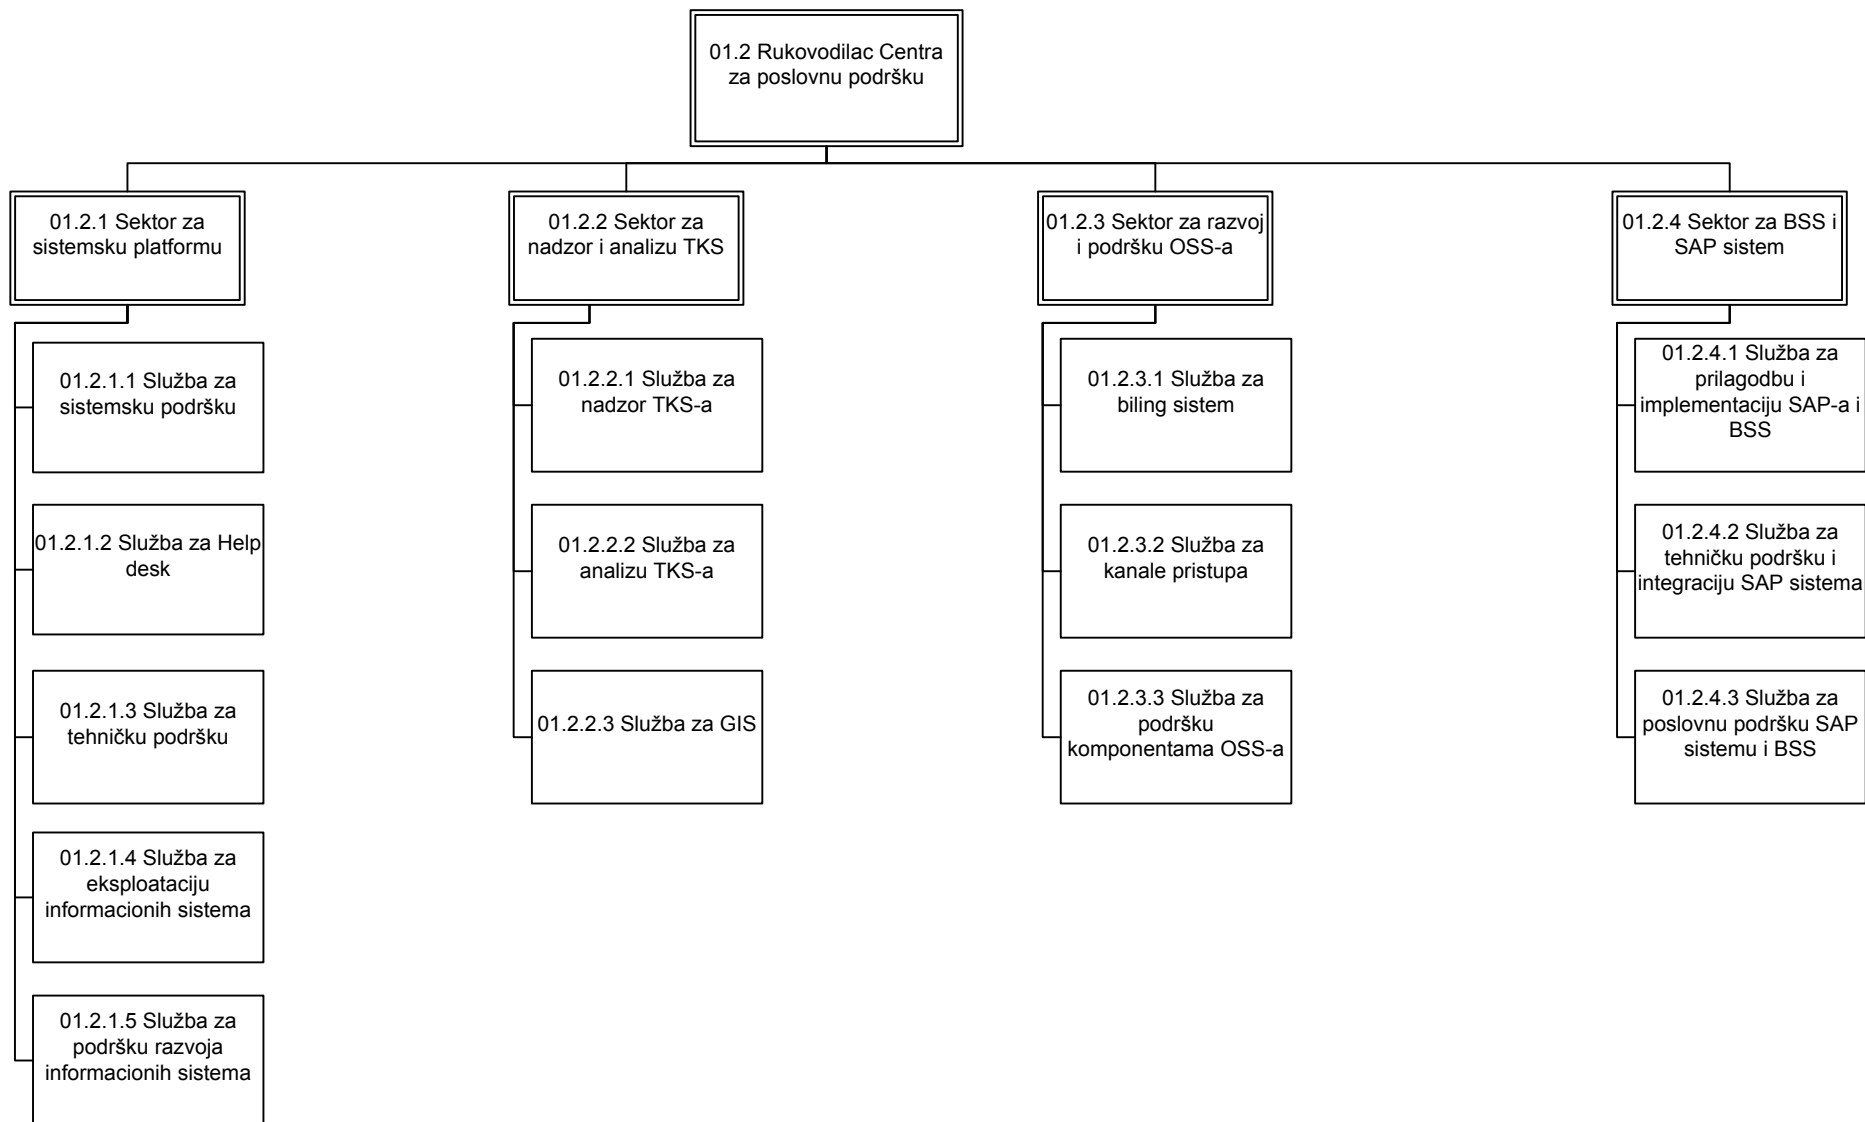 01.2 Rukovodilac Centra
za poslovnu podršku
01.2.1 Sektor za
sistemsku platformu
01.2.2 Sektor za
nadzor i analizu TKS
01.2.3 Sektor za razvoj
i podršku OSS-a
01.2.4 Sektor za BSS i
SAP sistem
01.2.1.1 Služba za
sistemsku podršku
01.2.1.2 Služba za Help
desk
01.2.1.3 Služba za
tehničku podršku
01.2.1.4 Služba za
eksploataciju
informacionih sistema
01.2.1.5 Služba za
podršku razvoja
informacionih sistema
01.2.2.1 Služba za
nadzor TKS-a
01.2.2.2 Služba za
analizu TKS-a
01.2.2.3 Služba za GIS
01.2.3.1 Služba za
biling sistem
01.2.3.2 Služba za
kanale pristupa
01.2.3.3 Služba za
podršku
komponentama OSS-a
01.2.4.1 Služba za
prilagodbu i
implementaciju SAP-a i
BSS
01.2.4.2 Služba za
tehničku podršku i
integraciju SAP sistema
01.2.4.3 Služba za
poslovnu podršku SAP
sistemu i BSS